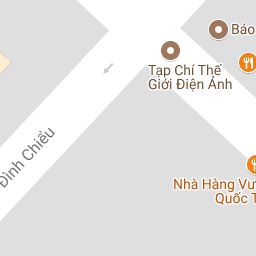 Báo
Tạp Chí Thế
Giới Điện Ảnh
Đình Chiểu
Nhà Hàng Vư
Quốc T